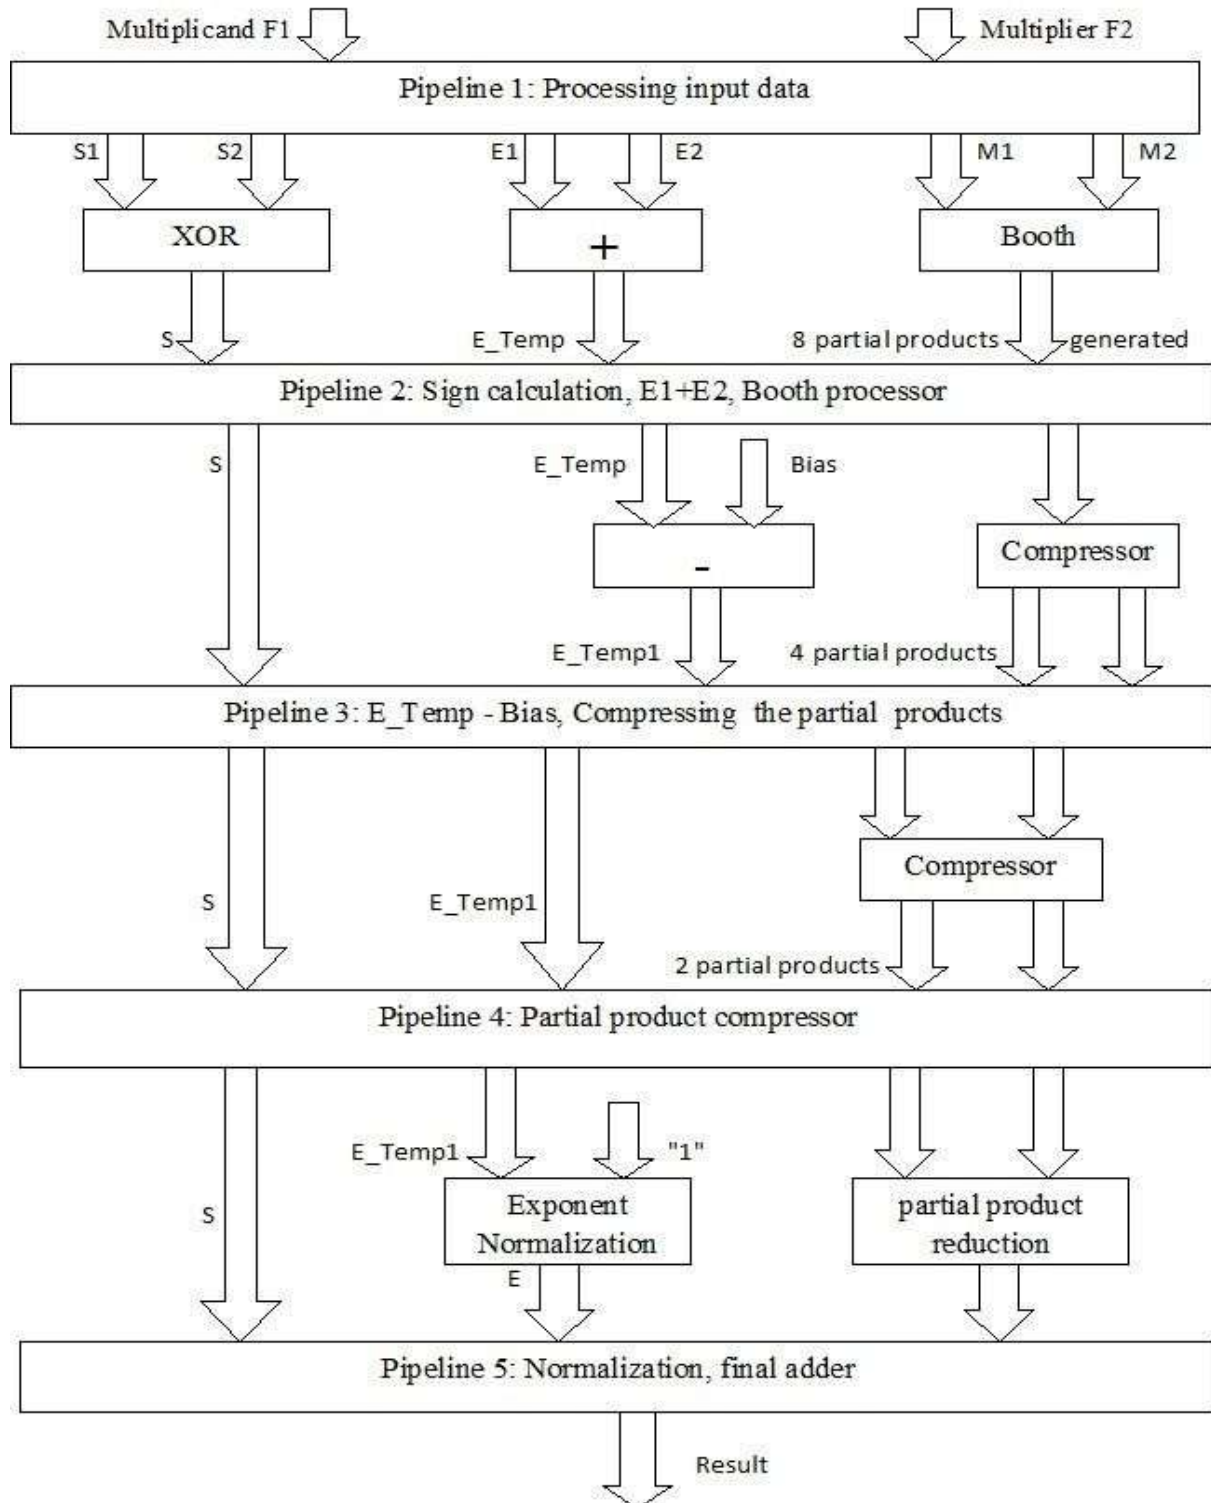 Multiplicand F1
Multiplier F2
Pipeline 1: Processing input data
S1
S2
E1
E2
M1
M2
XOR
+
Booth
S
E_Temp
8 partial products
generated
Pipeline 2: Sign calculation, E1+E2, Booth processor
S
E_Temp
Bias
-
Compressor
E_Temp1
4 partial products
Pipeline 3: E_Temp - Bias, Compressing the partial products
Compressor
S
E_Temp1
2 partial products
Pipeline 4: Partial product compressor
E_Temp1
"1"
S
Exponent
Normalization
partial product
reduction
E
Pipeline 5: Normalization, final adder
Result